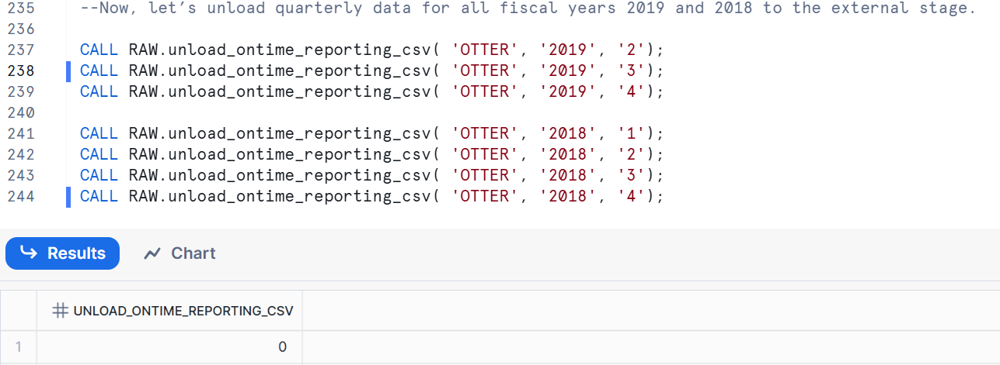 235 --Now, let's unload quarterly data for all fiscal years 2019 and 2018 to the external stage.
236
237 CALL RAW.unload_ontime_reporting_csv( 'OTTER', '2019', '2');
238 CALL RAW.unload_ontime_reporting_csv( 'OTTER', '2019', '3');
239 CALL RAW.unload_ontime_reporting_csv( 'OTTER', '2019', '4');
240
241 CALL RAW.unload_ontime_reporting_csv( 'OTTER', '2018', '1');
242 CALL RAW.unload_ontime_reporting_csv( 'OTTER', '2018', '2');
243 CALL RAW.unload_ontime_reporting_csv( 'OTTER', '2018', '3');
244 CALL RAW.unload_ontime_reporting_csv( 'OTTER', '2018', '4');
Results Chart
# UNLOAD_ONTIME_REPORTING_CSV
1 0